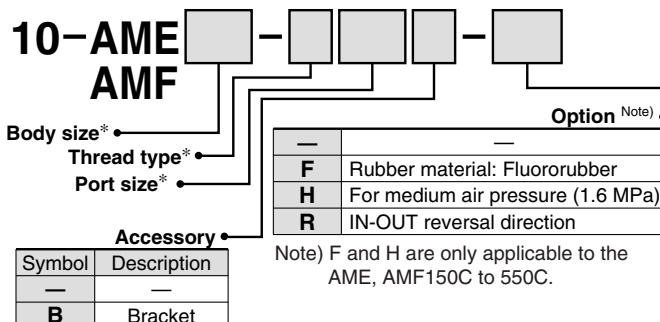 10-AME - -
AMF
Body size*
Thread type*
Port size*
Accessory
Symbol Description
— —
B Bracket
Option Note)
— —
F Rubber material: Fluororubber
H For medium air pressure (1.6 MPa)
R IN-OUT reversal direction
Note) F and H are only applicable to the
AME, AMF150C to 550C.